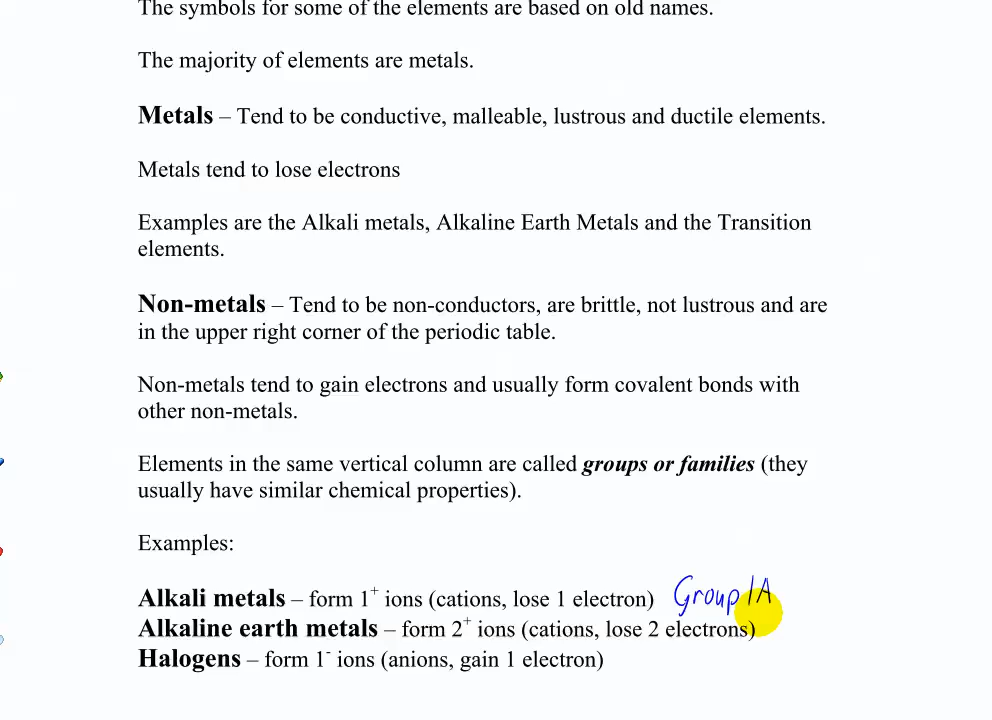 The symbols for some of the elements are based on old names.
The majority of elements are metals.
Metals – Tend to be conductive, malleable, lustrous and ductile elements.
Metals tend to lose electrons
Examples are the Alkali metals, Alkaline Earth Metals and the Transition
elements.
Non-metals – Tend to be non-conductors, are brittle, not lustrous and are
in the upper right corner of the periodic table.
Non-metals tend to gain electrons and usually form covalent bonds with
other non-metals.
Elements in the same vertical column are called groups or families (they
usually have similar chemical properties).
Examples:
Alkali metals – form 1⁺ ions (cations, lose 1 electron) Group 1A
Alkaline earth metals – form 2⁺ ions (cations, lose 2 electrons)
Halogens – form 1⁻ ions (anions, gain 1 electron)